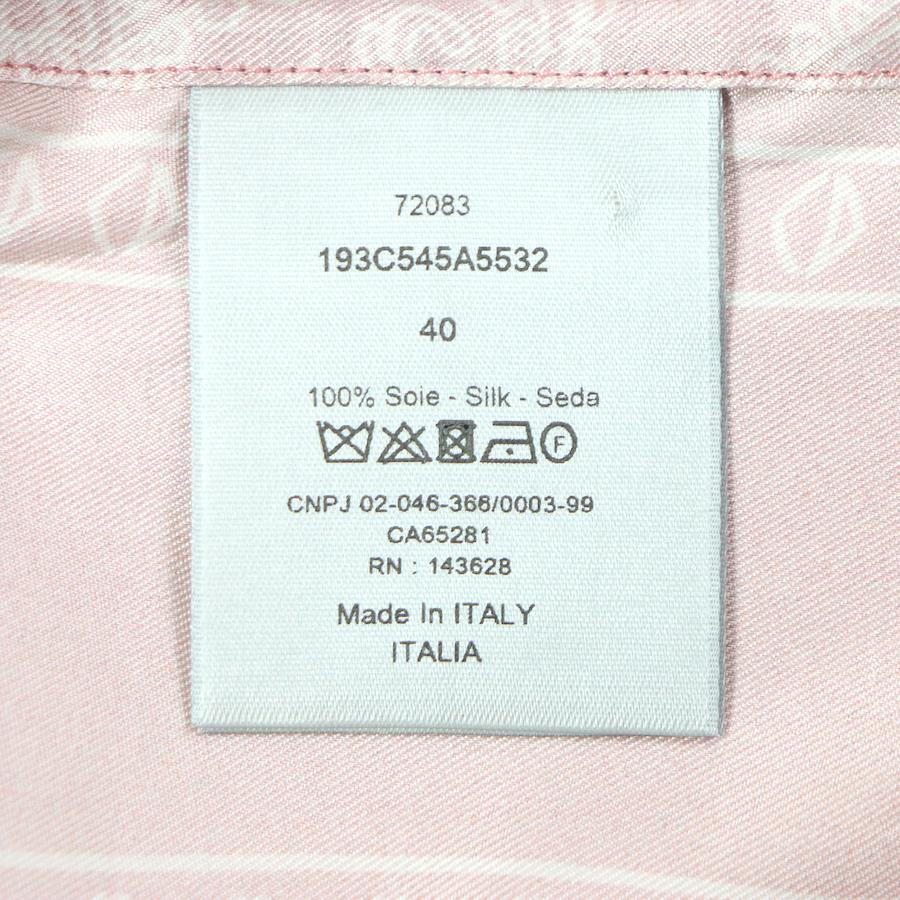 72083
193C545A5532
40
100% Soie - Silk - Seda
F
CNPJ 02-046-366/0003-99
CA65281
RN : 143628
Made In ITALY
ITALIA